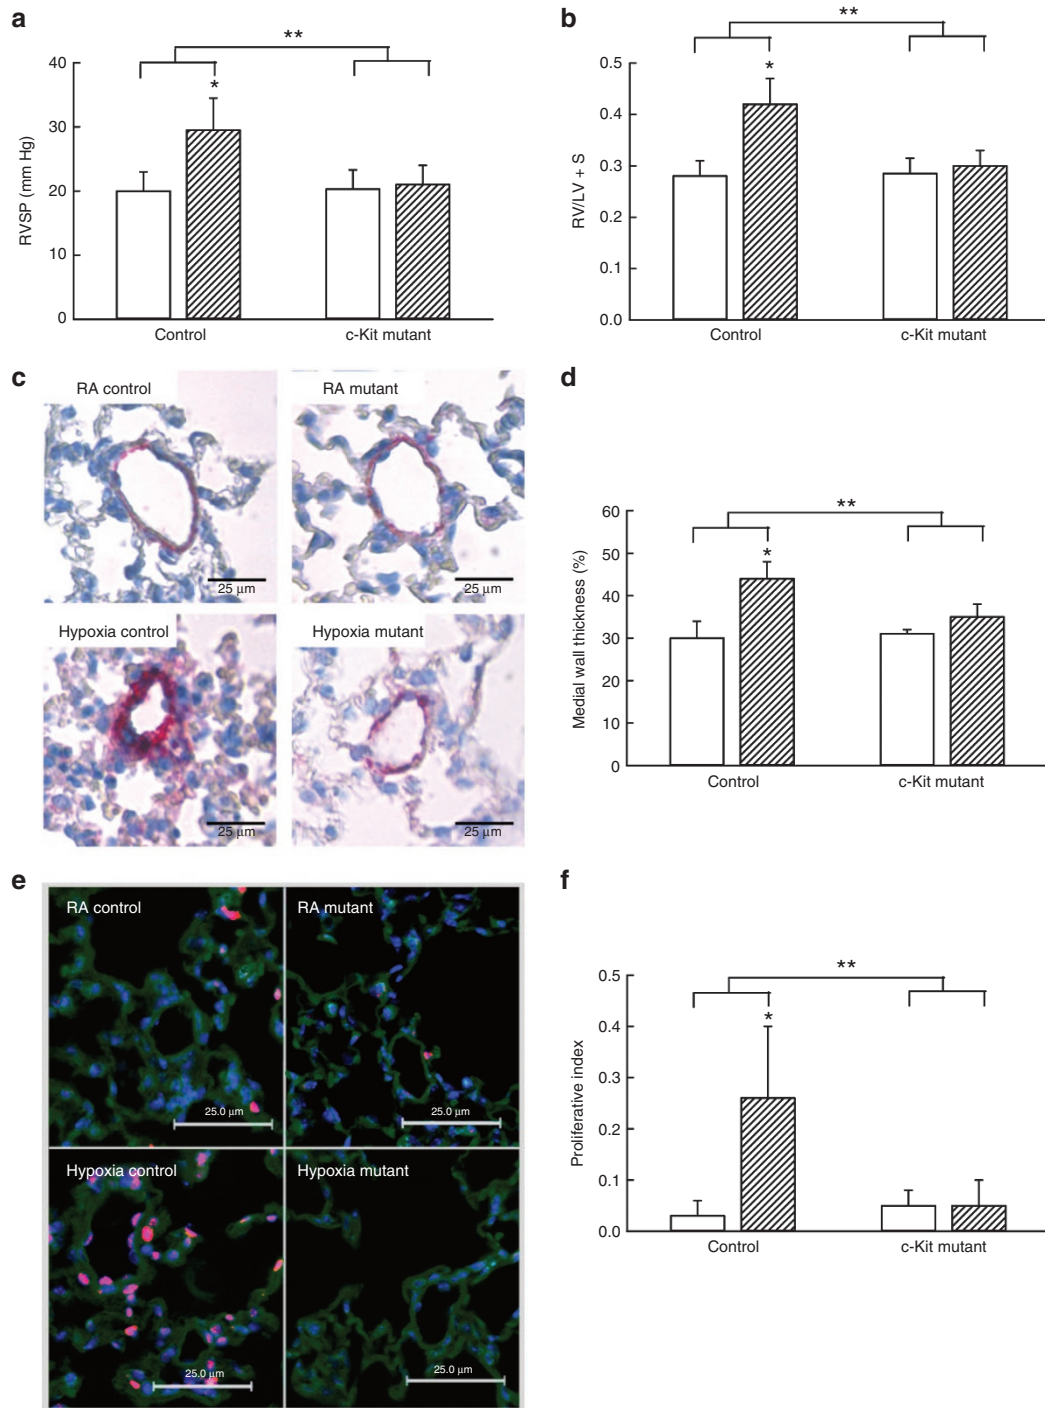 a
**
40
30
20
10
0
RVSP (mm Hg)
*
Control
c-Kit mutant
b
**
0.5
0.4
0.3
0.2
0.1
0.0
RV/LV + S
*
Control
c-Kit mutant
c
RA control
25 μm
RA mutant
25 μm
Hypoxia control
25 μm
Hypoxia mutant
25 μm
d
**
60
50
40
30
20
10
0
Medial wall thickness (%)
*
Control
c-Kit mutant
e
RA control
25.0 μm
RA mutant
25.0 μm
Hypoxia control
25.0 μm
Hypoxia mutant
25.0 μm
f
**
0.5
0.4
0.3
0.2
0.1
0.0
Proliferative index
*
Control
c-Kit mutant